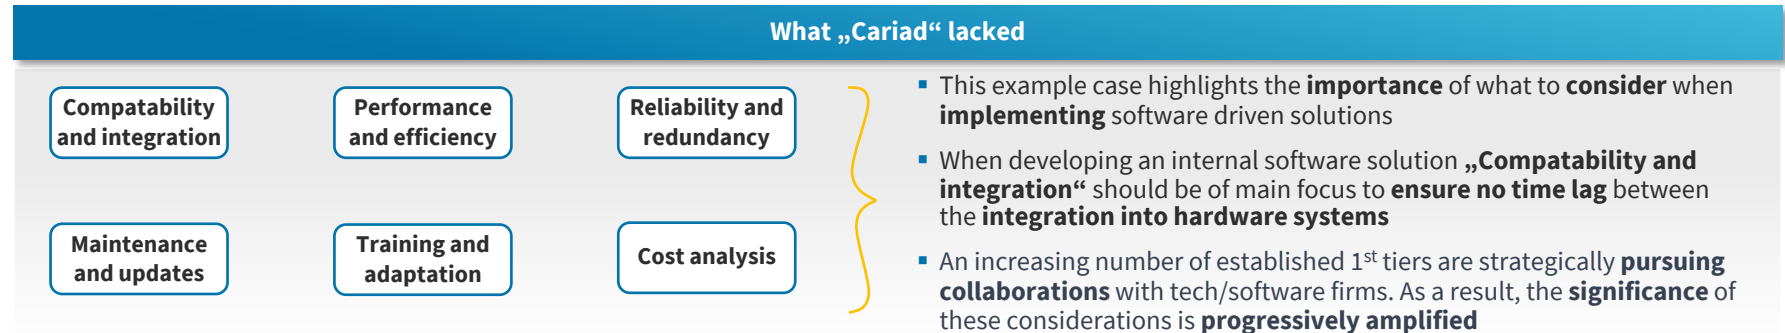 What „Cariad“ lacked
Compatability
and integration
Performance
and efficiency
Reliability and
redundancy
Maintenance
and updates
Training and
adaptation
Cost analysis
▪ This example case highlights the importance of what to consider when
implementing software driven solutions
▪ When developing an internal software solution „Compatability and
integration“ should be of main focus to ensure no time lag between
the integration into hardware systems
▪ An increasing number of established 1st tiers are strategically pursuing
collaborations with tech/software firms. As a result, the significance of
these considerations is progressively amplified